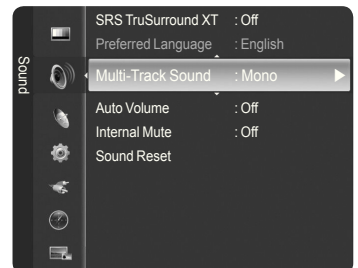 Sound
SRS TruSurround XT : Off
Preferred Language : English
Multi-Track Sound : Mono
Auto Volume : Off
Internal Mute : Off
Sound Reset